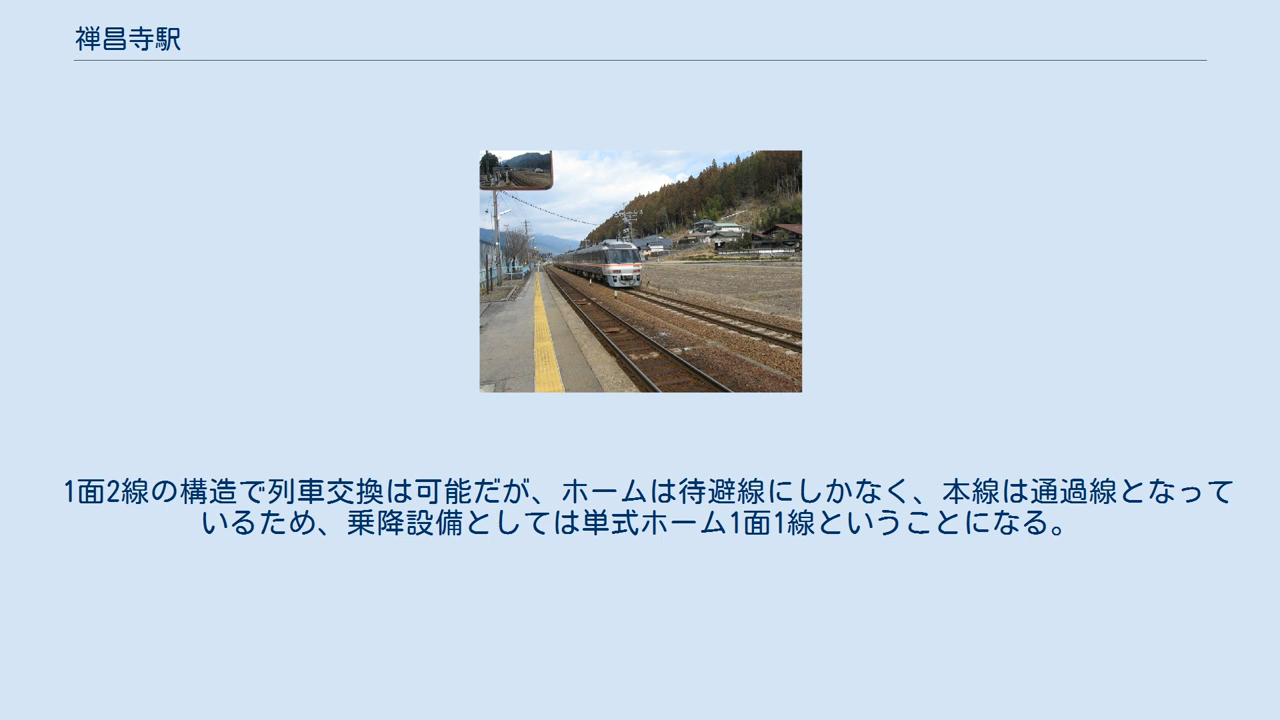 禅昌寺駅
1面2線の構造で列車交換は可能だが、ホームは待避線にしかなく、本線は通過線となって
いるため、乗降設備としては単式ホーム1面1線ということになる。